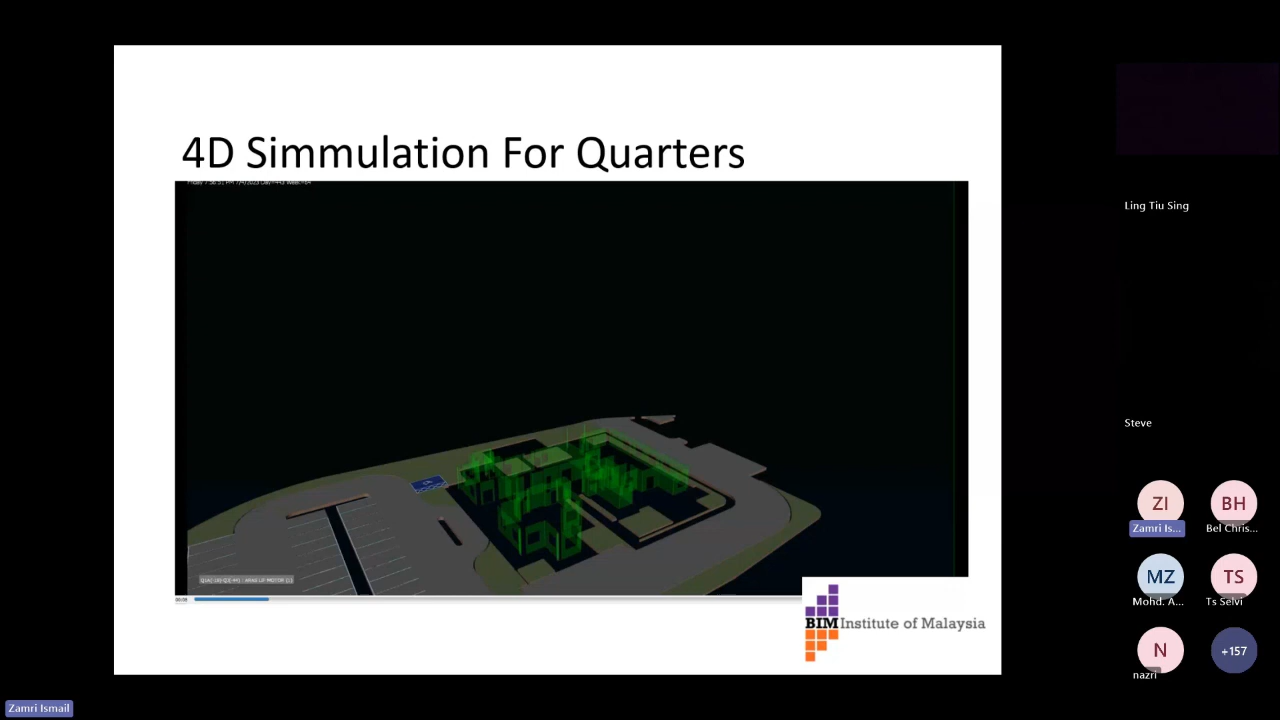 4D Simmulation For Quarters
BIM Institute of Malaysia
Ling Tiu Sing
Steve
ZI
BH
Zamri Is...
Bel Chris...
MZ
TS
Mohd. A...
Ts Selvi
N
+157
nazri
Zamri Ismail